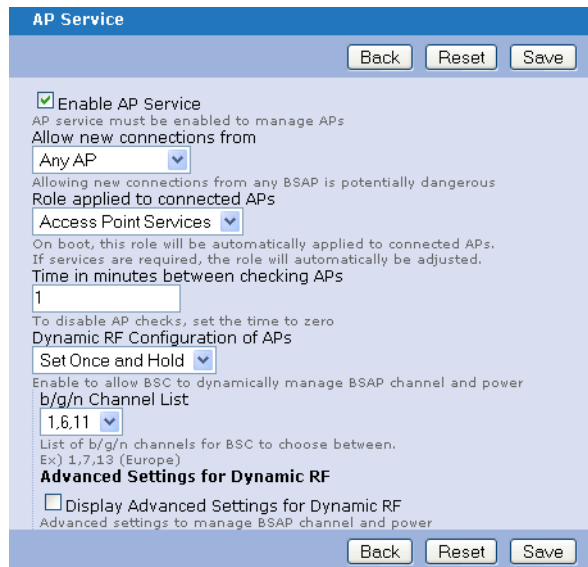 AP Service
Back Reset Save
Enable AP Service
AP service must be enabled to manage APs
Allow new connections from
Any AP
Allowing new connections from any BSAP is potentially dangerous
Role applied to connected APs
Access Point Services
On boot, this role will be automatically applied to connected APs.
If services are required, the role will automatically be adjusted.
Time in minutes between checking APs
1
To disable AP checks, set the time to zero
Dynamic RF Configuration of APs
Set Once and Hold
Enable to allow BSC to dynamically manage BSAP channel and power
b/g/n Channel List
1,6,11
List of b/g/n channels for BSC to choose between.
Ex) 1,7,13 (Europe)
Advanced Settings for Dynamic RF
Display Advanced Settings for Dynamic RF
Advanced settings to manage BSAP channel and power
Back Reset Save